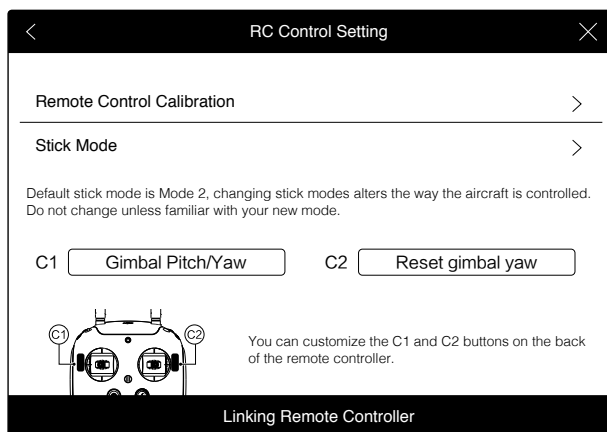 RC Control Setting
Remote Control Calibration
Stick Mode
Default stick mode is Mode 2, changing stick modes alters the way the aircraft is controlled.
Do not change unless familiar with your new mode.
C1 Gimbal Pitch/Yaw C2 Reset gimbal yaw
C1 C2
You can customize the C1 and C2 buttons on the back
of the remote controller.
Linking Remote Controller